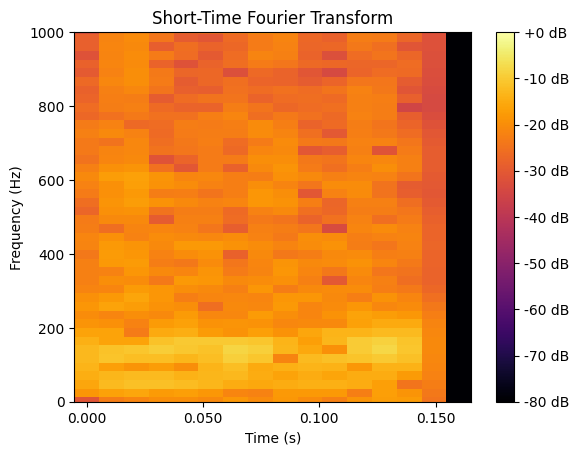 Short-Time Fourier Transform
1000
800
600
400
200
0
Frequency (Hz)
0.000
0.050
0.100
0.150
Time (s)
+0 dB
-10 dB
-20 dB
-30 dB
-40 dB
-50 dB
-60 dB
-70 dB
-80 dB